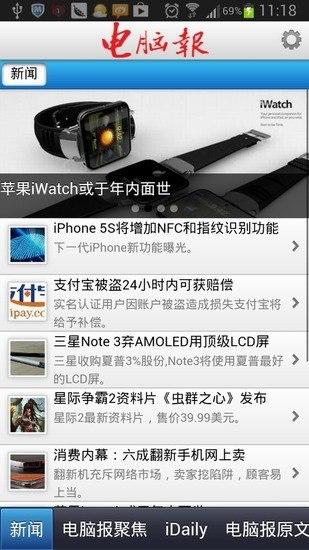 69% 11:18
电脑報
新闻
iWatch
苹果iWatch或于年内面世
iPhone 5S将增加NFC和指纹识别功能
下一代iPhone新功能曝光。
支付宝被盗24小时内可获赔偿
实名认证用户因账户被盗造成损失支付宝将
给予补偿。
ipay.co
三星Note 3弃AMOLED用顶级LCD屏
三星收购夏普3%股份,Note3将使用夏普最好
的LCD屏。
星际争霸2资料片《虫群之心》发布
星际2最新资料片，售价39.99美元。
消费内幕：六成翻新手机网上卖
翻新机充斥网络市场，卖家挖陷阱，顾客易
上当。
新闻 电脑报聚焦 iDaily 电脑报原文